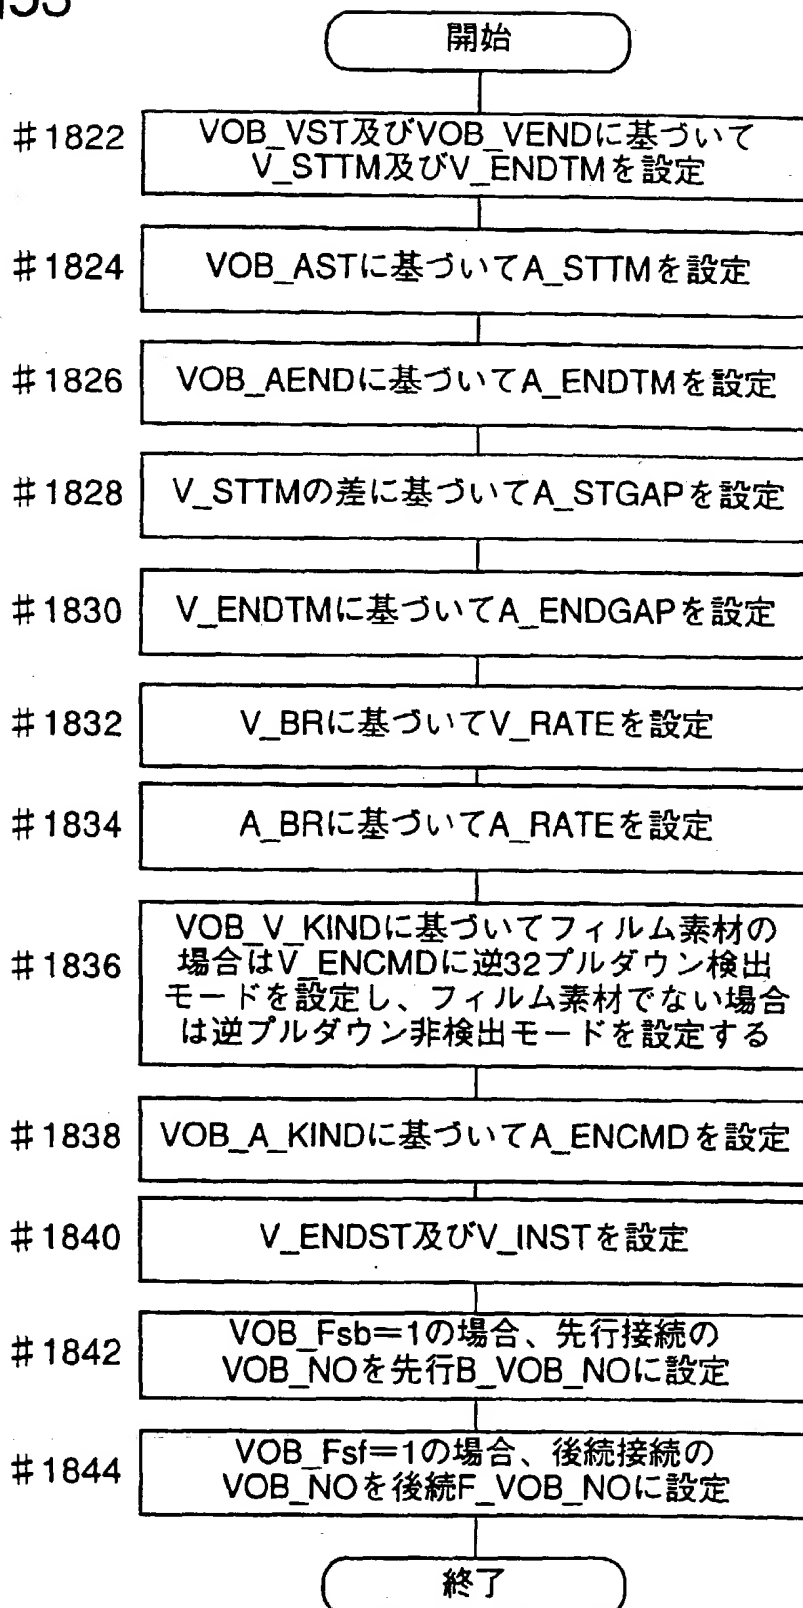 開始
#1822
VOB_VST及びVOB_VENDに基づいて
V_STTM及びV_ENDTMを設定
#1824
VOB_ASTに基づいてA_STTMを設定
#1826
VOB_AENDに基づいてA_ENDTMを設定
#1828
V_STTMの差に基づいてA_STGAPを設定
#1830
V_ENDTMに基づいてA_ENDGAPを設定
#1832
V_BRに基づいてV_RATEを設定
#1834
A_BRに基づいてA_RATEを設定
#1836
VOB_V_KINDに基づいてフィルム素材の
場合はV_ENCMDに逆32プルダウン検出
モードを設定し、フィルム素材でない場合
は逆プルダウン非検出モードを設定する
#1838
VOB_A_KINDに基づいてA_ENCMDを設定
#1840
V_ENDST及びV_INSTを設定
#1842
VOB_Fsb=1の場合、先行接続の
VOB_NOを先行B_VOB_NOに設定
#1844
VOB_Fsf=1の場合、後続接続の
VOB_NOを後続F_VOB_NOに設定
終了